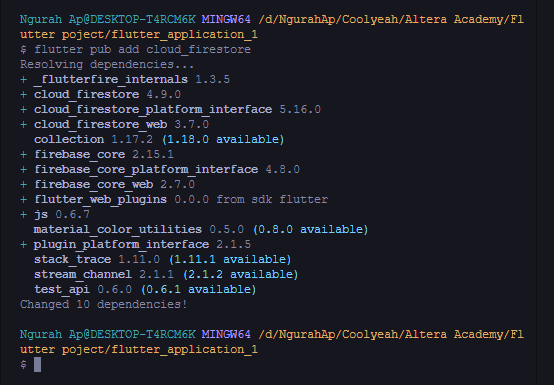 Ngurah Ap@DESKTOP-T4RCM6K MINGW64 /d/NgurahAp/Coolyeah/Altera Academy/Fl
utter poject/flutter_application_1
$ flutter pub add cloud_firestore
Resolving dependencies...
+ _flutterfire_internals 1.3.5
+ cloud_firestore 4.9.0
+ cloud_firestore_platform_interface 5.16.0
+ cloud_firestore_web 3.7.0
collection 1.17.2 (1.18.0 available)
+ firebase_core 2.15.1
+ firebase_core_platform_interface 4.8.0
+ firebase_core_web 2.7.0
+ flutter_web_plugins 0.0.0 from sdk flutter
+ js 0.6.7
material_color_utilities 0.5.0 (0.8.0 available)
+ plugin_platform_interface 2.1.5
stack_trace 1.11.0 (1.11.1 available)
stream_channel 2.1.1 (2.1.2 available)
test_api 0.6.0 (0.6.1 available)
Changed 10 dependencies!
Ngurah Ap@DESKTOP-T4RCM6K MINGW64 /d/NgurahAp/Coolyeah/Altera Academy/Fl
utter poject/flutter_application_1
$